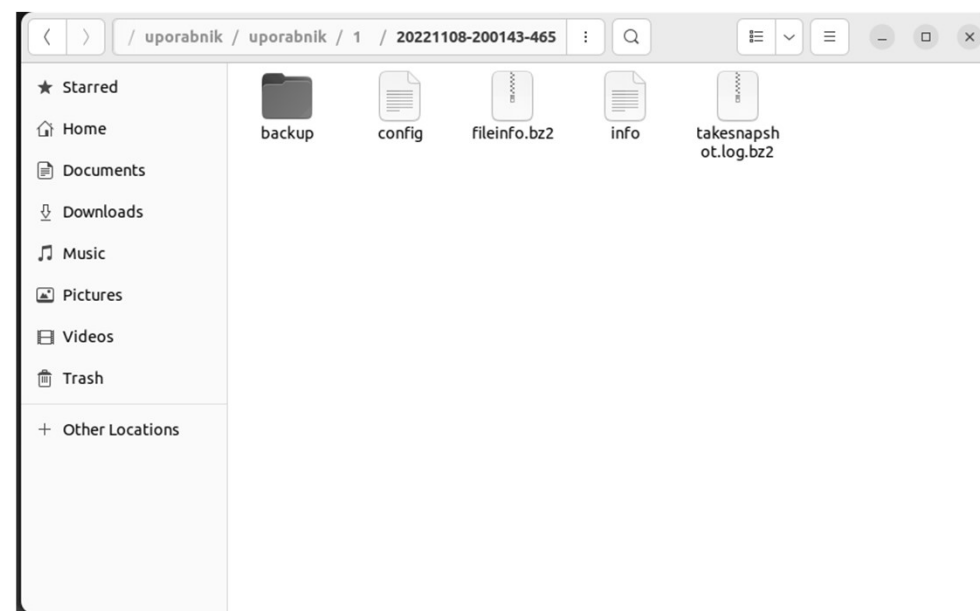 / uporabnik / uporabnik / 1 / 20221108-200143-465
Starred
Home
Documents
Downloads
Music
Pictures
Videos
Trash
+ Other Locations
backup
config
fileinfo.bz2
info
takesnapsh
ot.log.bz2